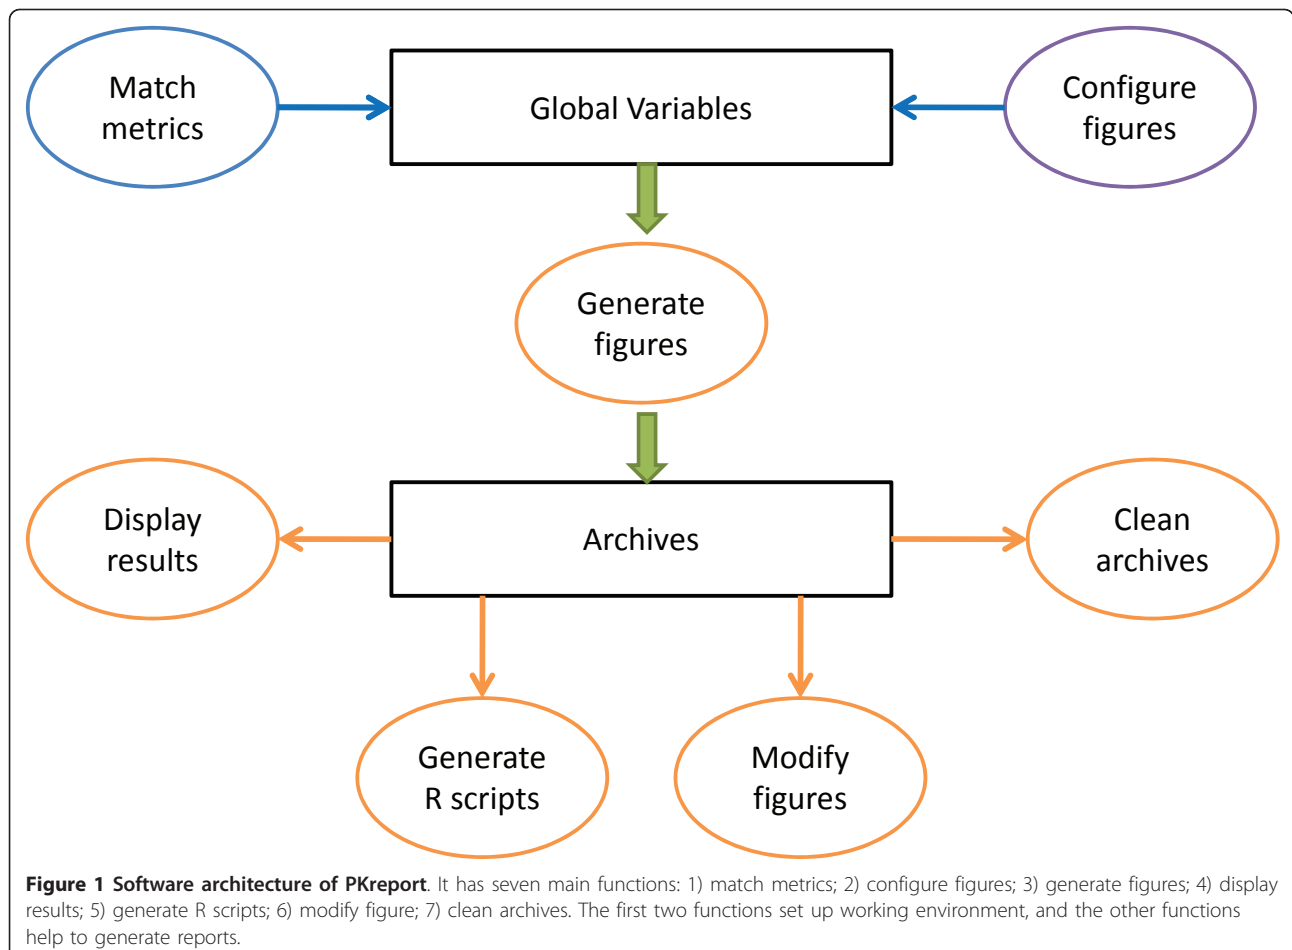 Match
metrics
Global Variables
Configure
figures
Generate
figures
Display
results
Archives
Clean
archives
Generate
R scripts
Modify
figures
Figure 1 Software architecture of PKreport. It has seven main functions: 1) match metrics; 2) configure figures; 3) generate figures; 4) display
results; 5) generate R scripts; 6) modify figure; 7) clean archives. The first two functions set up working environment, and the other functions
help to generate reports.